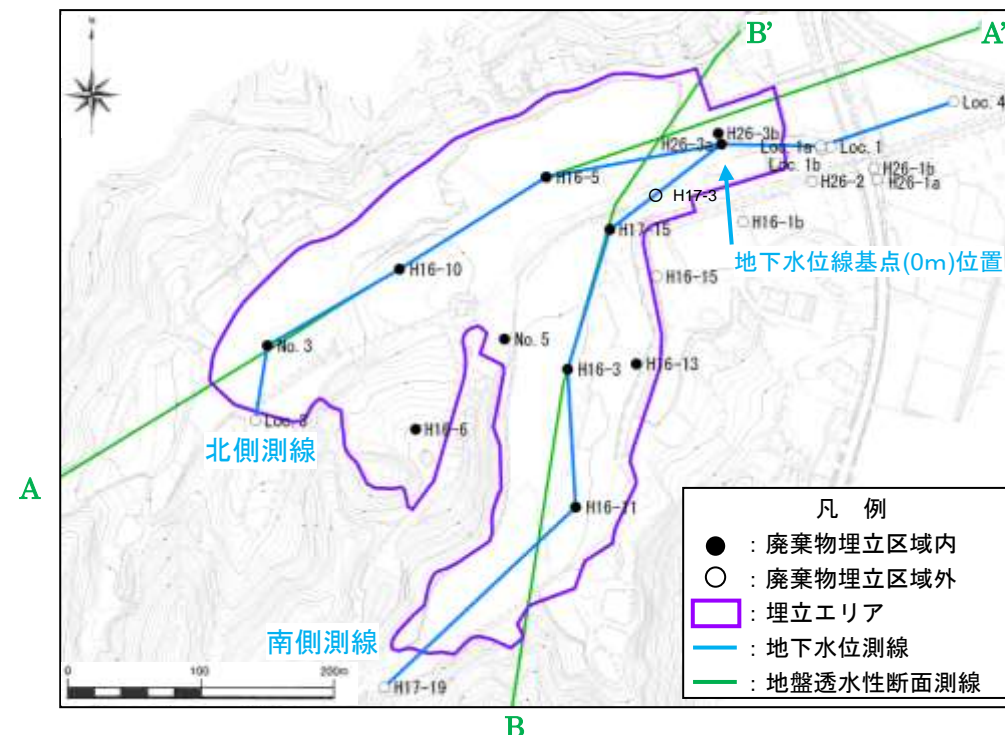 N
B'
A'
Loc. 4
H26-3b
H26-3a
Loc. 1a
Loc. 1
Loc. 1b
H26-1b
H26-2
H26-1a
H16-5
H17-3
H16-1b
H17-15
地下水位線基点(0m)位置
H16-10
H16-15
No. 3
No. 5
H16-3
H16-13
Loc. 3
H16-6
北側測線
A
H16-11
凡 例
● : 廃棄物埋立区域内
○ : 廃棄物埋立区域外
: 埋立エリア
: 地下水位測線
: 地盤透水性断面測線
南側測線
0 100 200m
H17-19
B